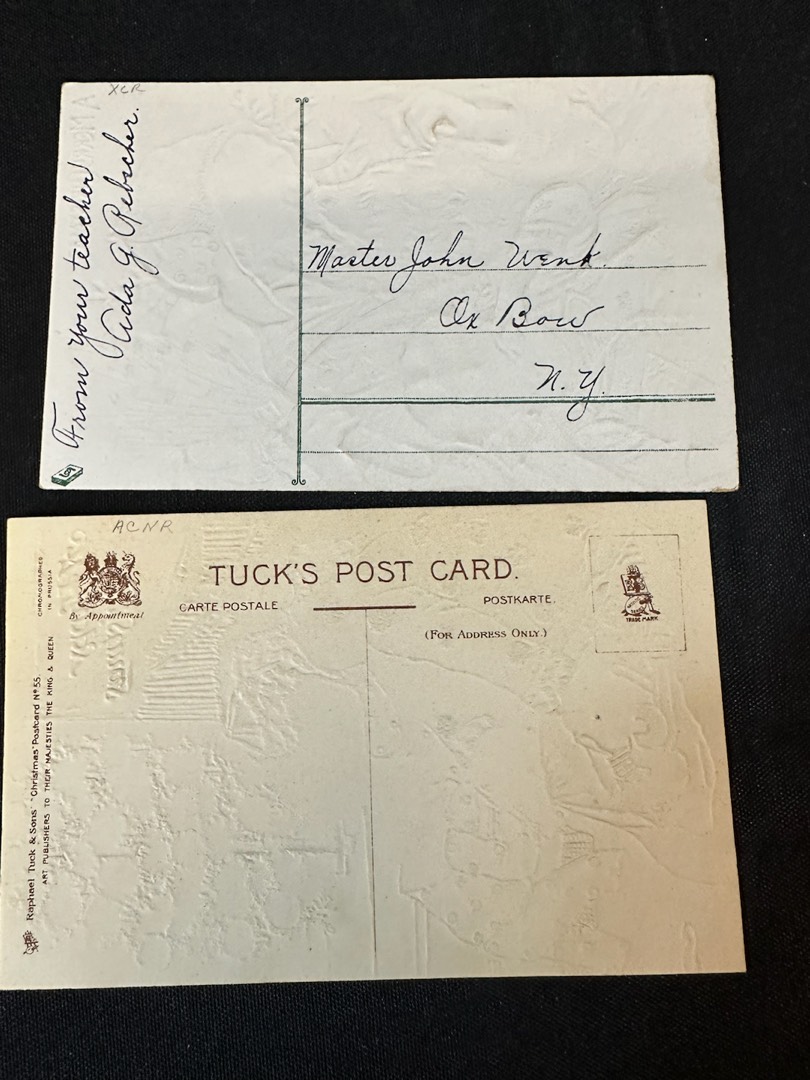 XCR
From your teacher
Ada G. Rebscher.
Master John Wenk.
Ox Bow
N. Y.
ACNR
CHROMOGRAPHED
IN PRUSSIA
By Appointment
TUCK'S POST CARD.
CARTE POSTALE
POSTKARTE.
(FOR ADDRESS ONLY.)
TRADE MARK
Raphael Tuck & Sons' "Christmas" Postcard Nº 55.
ART PUBLISHERS TO THEIR MAJESTIES THE KING & QUEEN